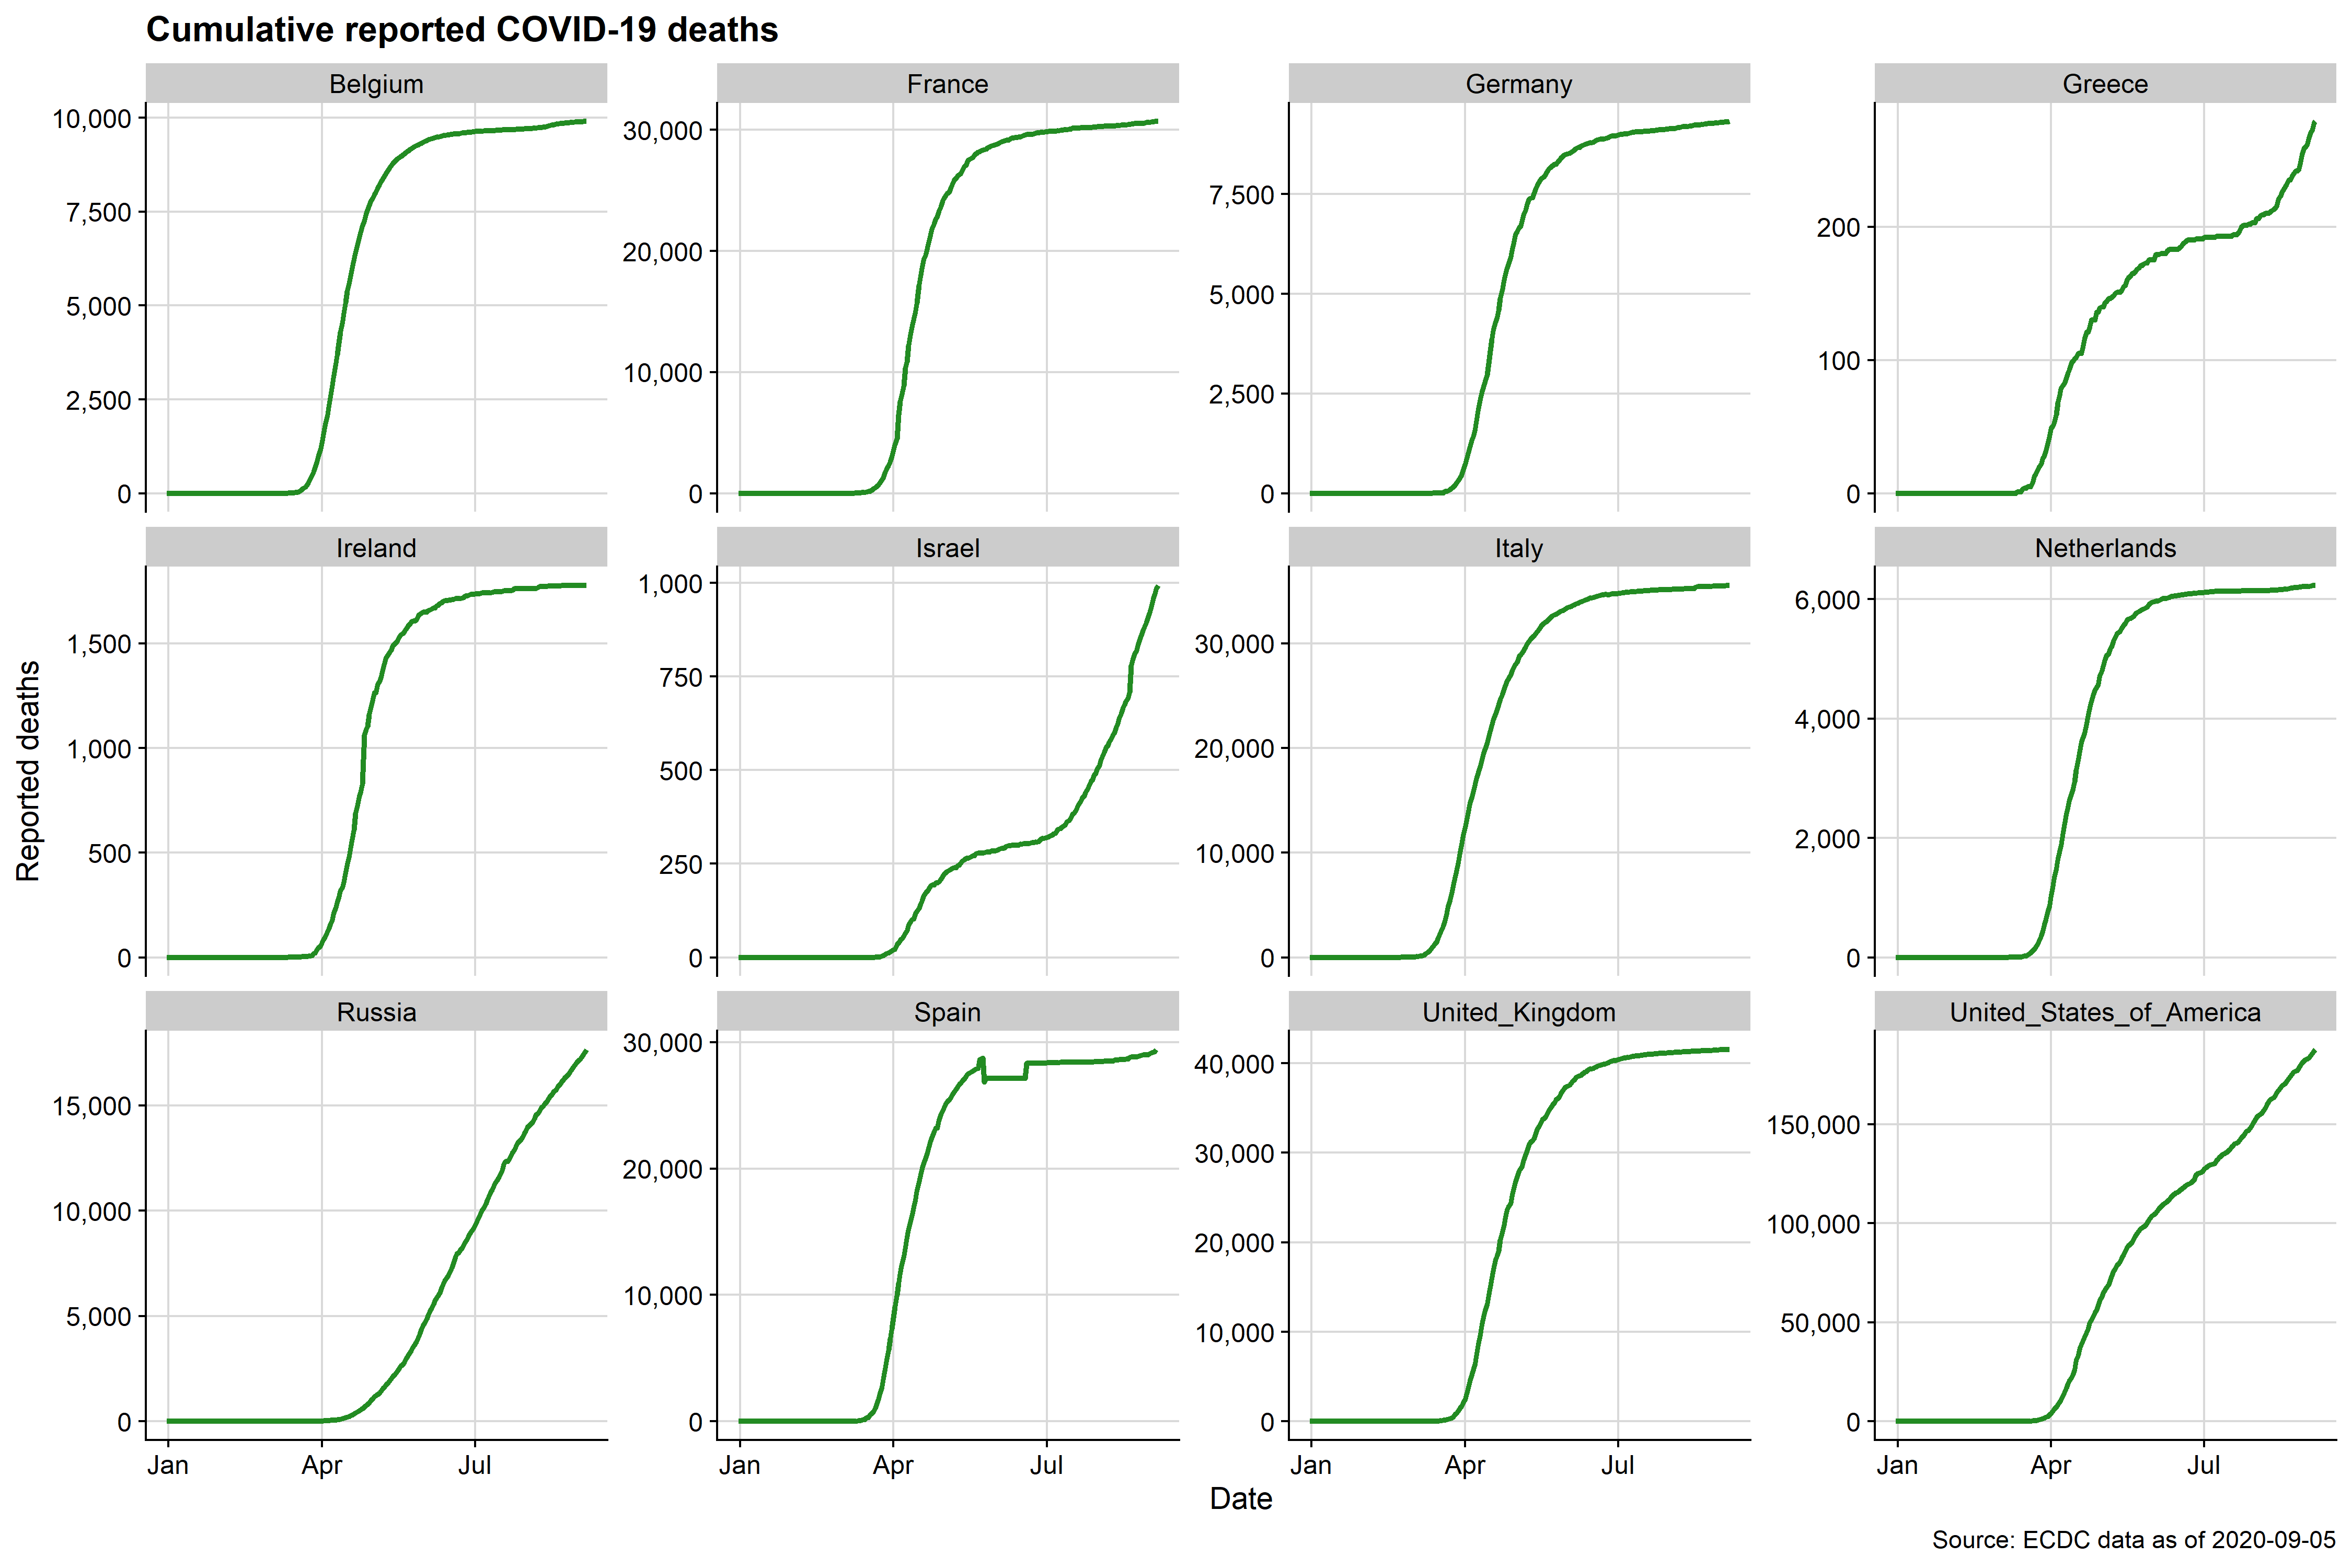 Cumulative reported COVID-19 deaths
Belgium
France
Germany
Greece
10,000
7,500
5,000
2,500
0
30,000
20,000
10,000
0
7,500
5,000
2,500
0
200
100
0
Ireland
Israel
Italy
Netherlands
1,500
1,000
500
0
1,000
750
500
250
0
30,000
20,000
10,000
0
6,000
4,000
2,000
0
Reported deaths
Russia
Spain
United_Kingdom
United_States_of_America
15,000
10,000
5,000
0
30,000
20,000
10,000
0
40,000
30,000
20,000
10,000
0
150,000
100,000
50,000
0
Jan Apr Jul
Jan Apr Jul
Jan Apr Jul
Jan Apr Jul
Date
Source: ECDC data as of 2020-09-05